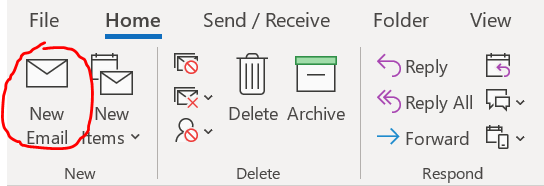 File Home Send / Receive Folder View
New Email
New Items
Delete
Archive
Reply
Reply All
Forward
New
Delete
Respond